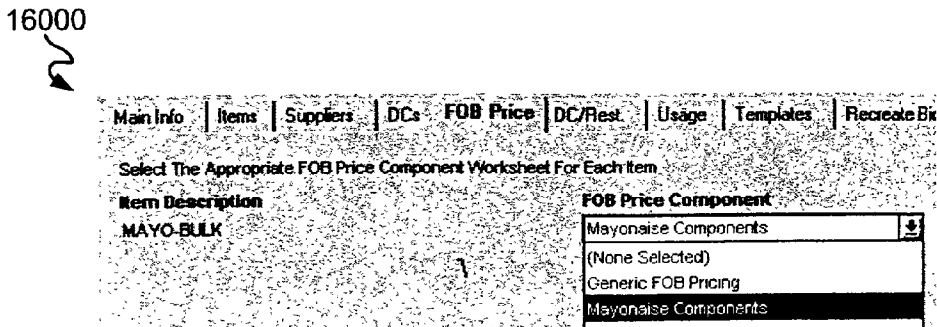 16000
Main Info Items Suppliers DCs FOB Price DC/Rest. Usage Templates Recreate Bid
Select The Appropriate FOB Price Component Worksheet For Each Item
Item Description FOB Price Component
MAYO-BULK Mayonaise Components
(None Selected)
Generic FOB Pricing
Mayonaise Components